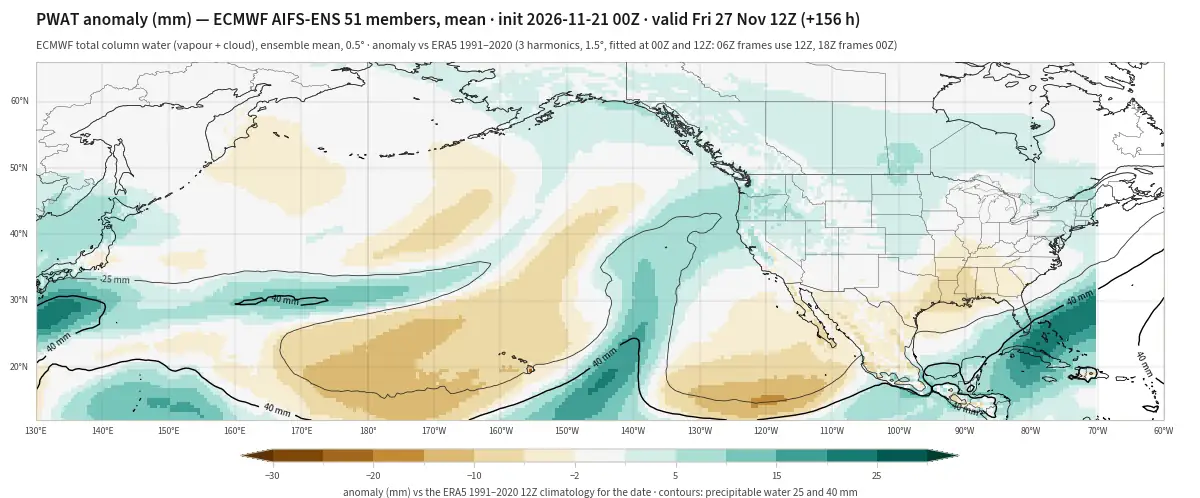 PWAT anomaly (mm) — ECMWF AIFS-ENS 51 members, mean · init 2026-11-21 00Z · valid Fri 27 Nov 12Z (+156 h)
ECMWF total column water (vapour + cloud), ensemble mean, 0.5° · anomaly vs ERA5 1991–2020 (3 harmonics, 1.5°, fitted at 00Z and 12Z: 06Z frames use 12Z, 18Z frames 00Z)
60°N
50°N
40°N
30°N
20°N
25 mm
40 mm
40 mm
40 mm
40 mm
40 mm
40 mm
40 mm
130°E 140°E 150°E 160°E 170°E 180° 170°W 160°W 150°W 140°W 130°W 120°W 110°W 100°W 90°W 80°W 70°W 60°W
−30 −20 −10 −2 5 15 25
anomaly (mm) vs the ERA5 1991–2020 12Z climatology for the date · contours: precipitable water 25 and 40 mm